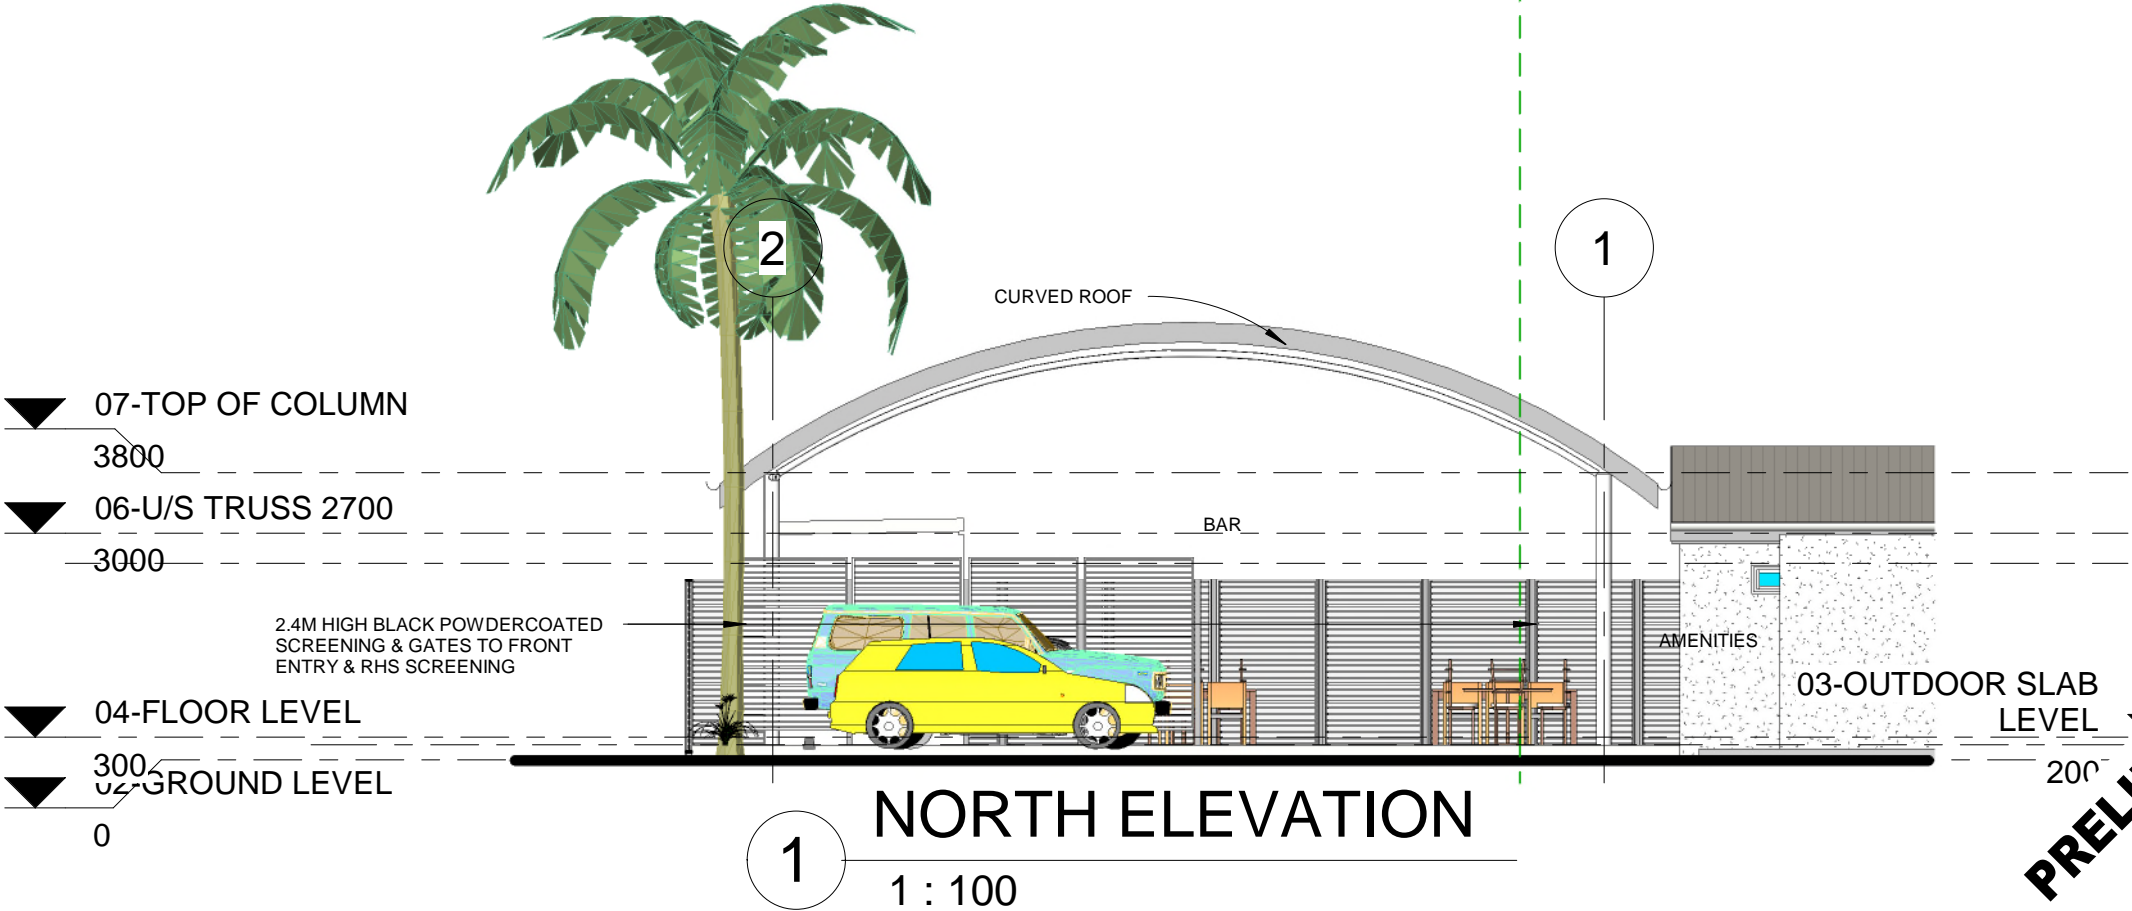 2
1
CURVED ROOF
07-TOP OF COLUMN
3800
06-U/S TRUSS 2700
3000
BAR
2.4M HIGH BLACK POWDERCOATED
SCREENING & GATES TO FRONT
ENTRY & RHS SCREENING
AMENITIES
04-FLOOR LEVEL
300
02-GROUND LEVEL
0
03-OUTDOOR SLAB
LEVEL
200
1
NORTH ELEVATION
1 : 100